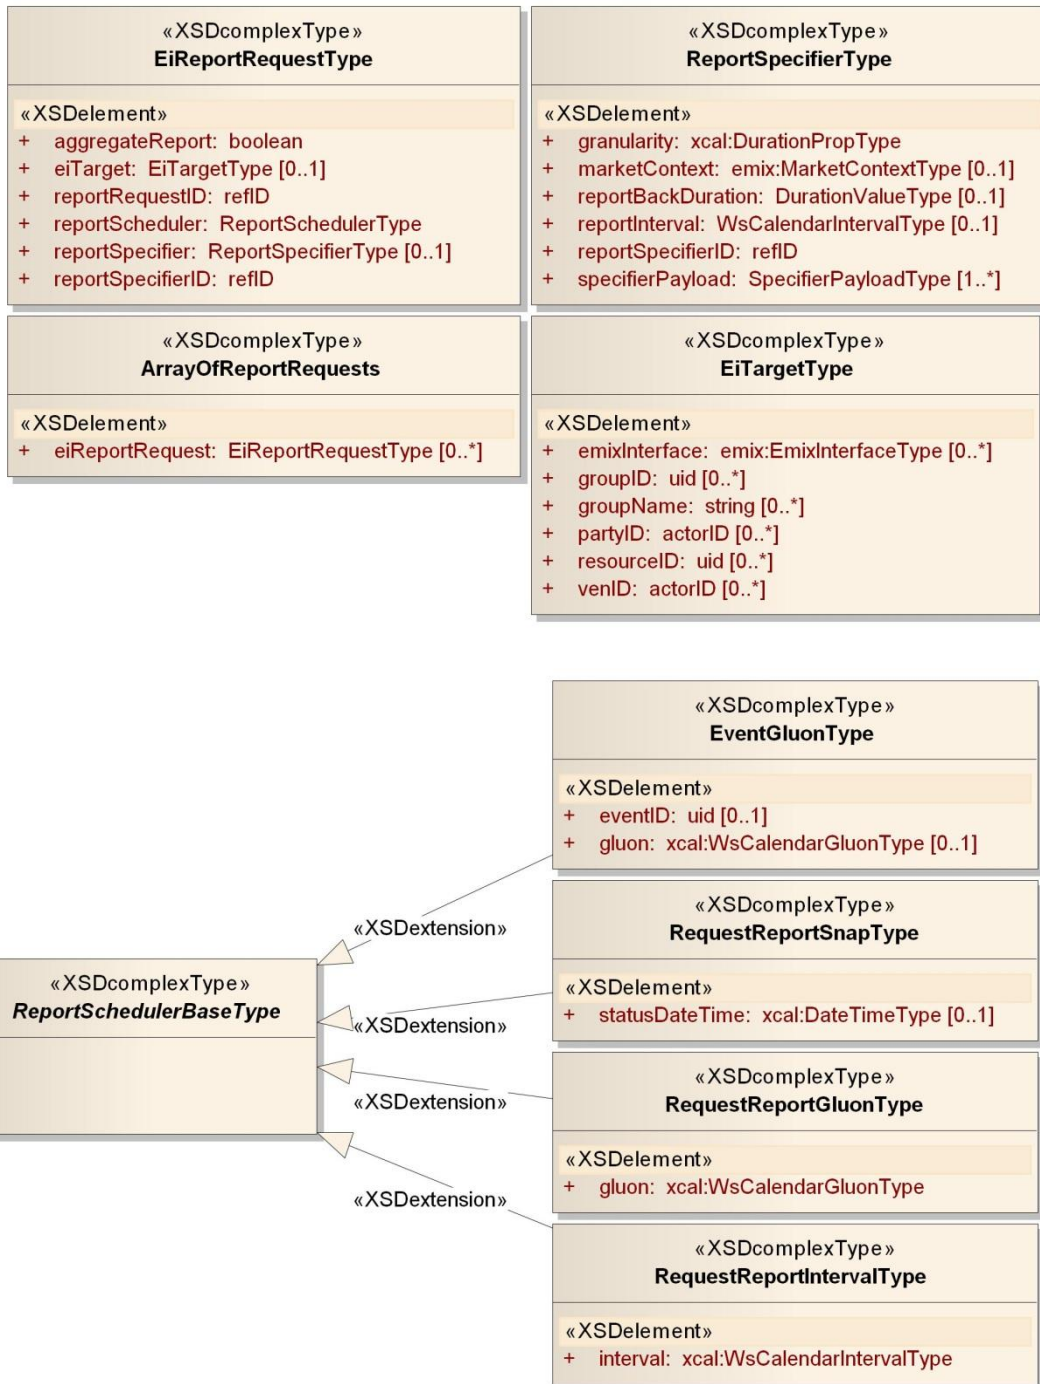 «XSDcomplexType»
EiReportRequestType
«XSDelement»
+ aggregateReport: boolean
+ eiTarget: EiTargetType [0..1]
+ reportRequestID: refID
+ reportScheduler: ReportSchedulerType
+ reportSpecifier: ReportSpecifierType [0..1]
+ reportSpecifierID: refID
«XSDcomplexType»
ReportSpecifierType
«XSDelement»
+ granularity: xcal:DurationPropType
+ marketContext: emix:MarketContextType [0..1]
+ reportBackDuration: DurationValueType [0..1]
+ reportInterval: WsCalendarIntervalType [0..1]
+ reportSpecifierID: refID
+ specifierPayload: SpecifierPayloadType [1..*]
«XSDcomplexType»
ArrayOfReportRequests
«XSDelement»
+ eiReportRequest: EiReportRequestType [0..*]
«XSDcomplexType»
EiTargetType
«XSDelement»
+ emixInterface: emix:EmixInterfaceType [0..*]
+ groupID: uid [0..*]
+ groupName: string [0..*]
+ partyID: actorID [0..*]
+ resourceID: uid [0..*]
+ venID: actorID [0..*]
«XSDcomplexType»
EventGluonType
«XSDelement»
+ eventID: uid [0..1]
+ gluon: xcal:WsCalendarGluonType [0..1]
«XSDextension»
«XSDcomplexType»
RequestReportSnapType
«XSDelement»
+ statusDateTime: xcal:DateTimeType [0..1]
«XSDcomplexType»
ReportSchedulerBaseType
«XSDextension»
«XSDcomplexType»
RequestReportGluonType
«XSDelement»
+ gluon: xcal:WsCalendarGluonType
«XSDextension»
«XSDextension»
«XSDcomplexType»
RequestReportIntervalType
«XSDelement»
+ interval: xcal:WsCalendarIntervalType